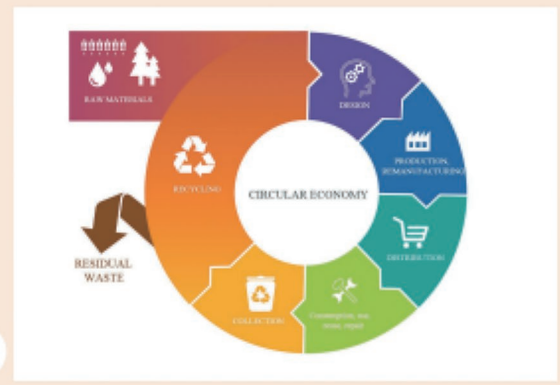 RAW MATERIALS
DESIGN
PRODUCTION,
REMANUFACTURING
DISTRIBUTION
Consumption, use,
reuse, repair
COLLECTION
RECYCLING
RESIDUAL
WASTE
CIRCULAR ECONOMY